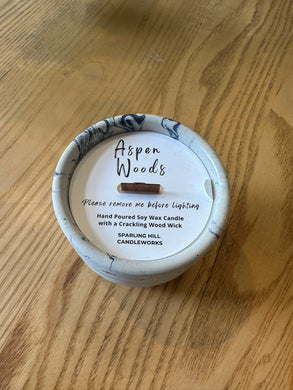 Aspen
Woods
Please remove me before lighting
Hand Poured Soy Wax Candle
with a Crackling Wood Wick
SPARLING HILL
CANDLEWORKS